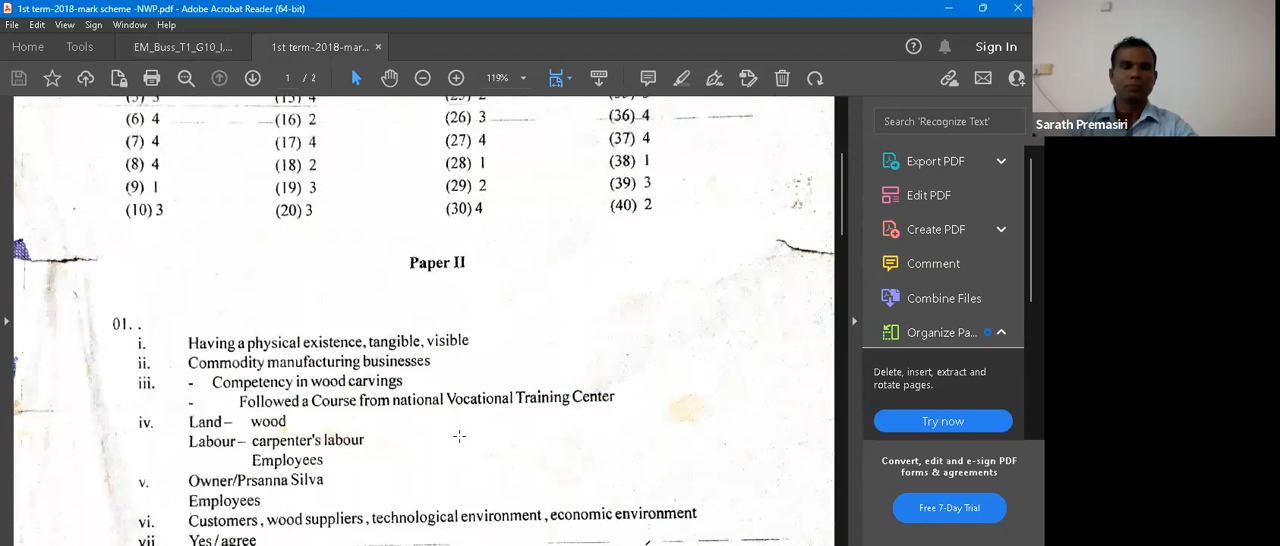 1st term-2018-mark scheme -NWP.pdf - Adobe Acrobat Reader (64-bit)
File Edit View Sign Window Help
Home Tools EM_Buss_T1_G10_I,... 1st term-2018-mar... × Sign In
1 / 2 119%
(5) 3 (15) 4 (25) 2
(6) 4 (16) 2 (26) 3 (36) 4
(7) 4 (17) 4 (27) 4 (37) 4
(8) 4 (18) 2 (28) 1 (38) 1
(9) 1 (19) 3 (29) 2 (39) 3
(10) 3 (20) 3 (30) 4 (40) 2
Paper II
01. .
i. Having a physical existence, tangible, visible
ii. Commodity manufacturing businesses
iii. - Competency in wood carvings
- Followed a Course from national Vocational Training Center
iv. Land – wood
Labour – carpenter's labour
Employees
v. Owner/Prsanna Silva
Employees
vi. Customers, wood suppliers, technological environment, economic environment
vii. Yes / agree
Search 'Recognize Text'
Export PDF
Edit PDF
Create PDF
Comment
Combine Files
Organize Pa...
Delete, insert, extract and
rotate pages.
Try now
Convert, edit and e-sign PDF
forms & agreements
Free 7-Day Trial
Sarath Premasiri